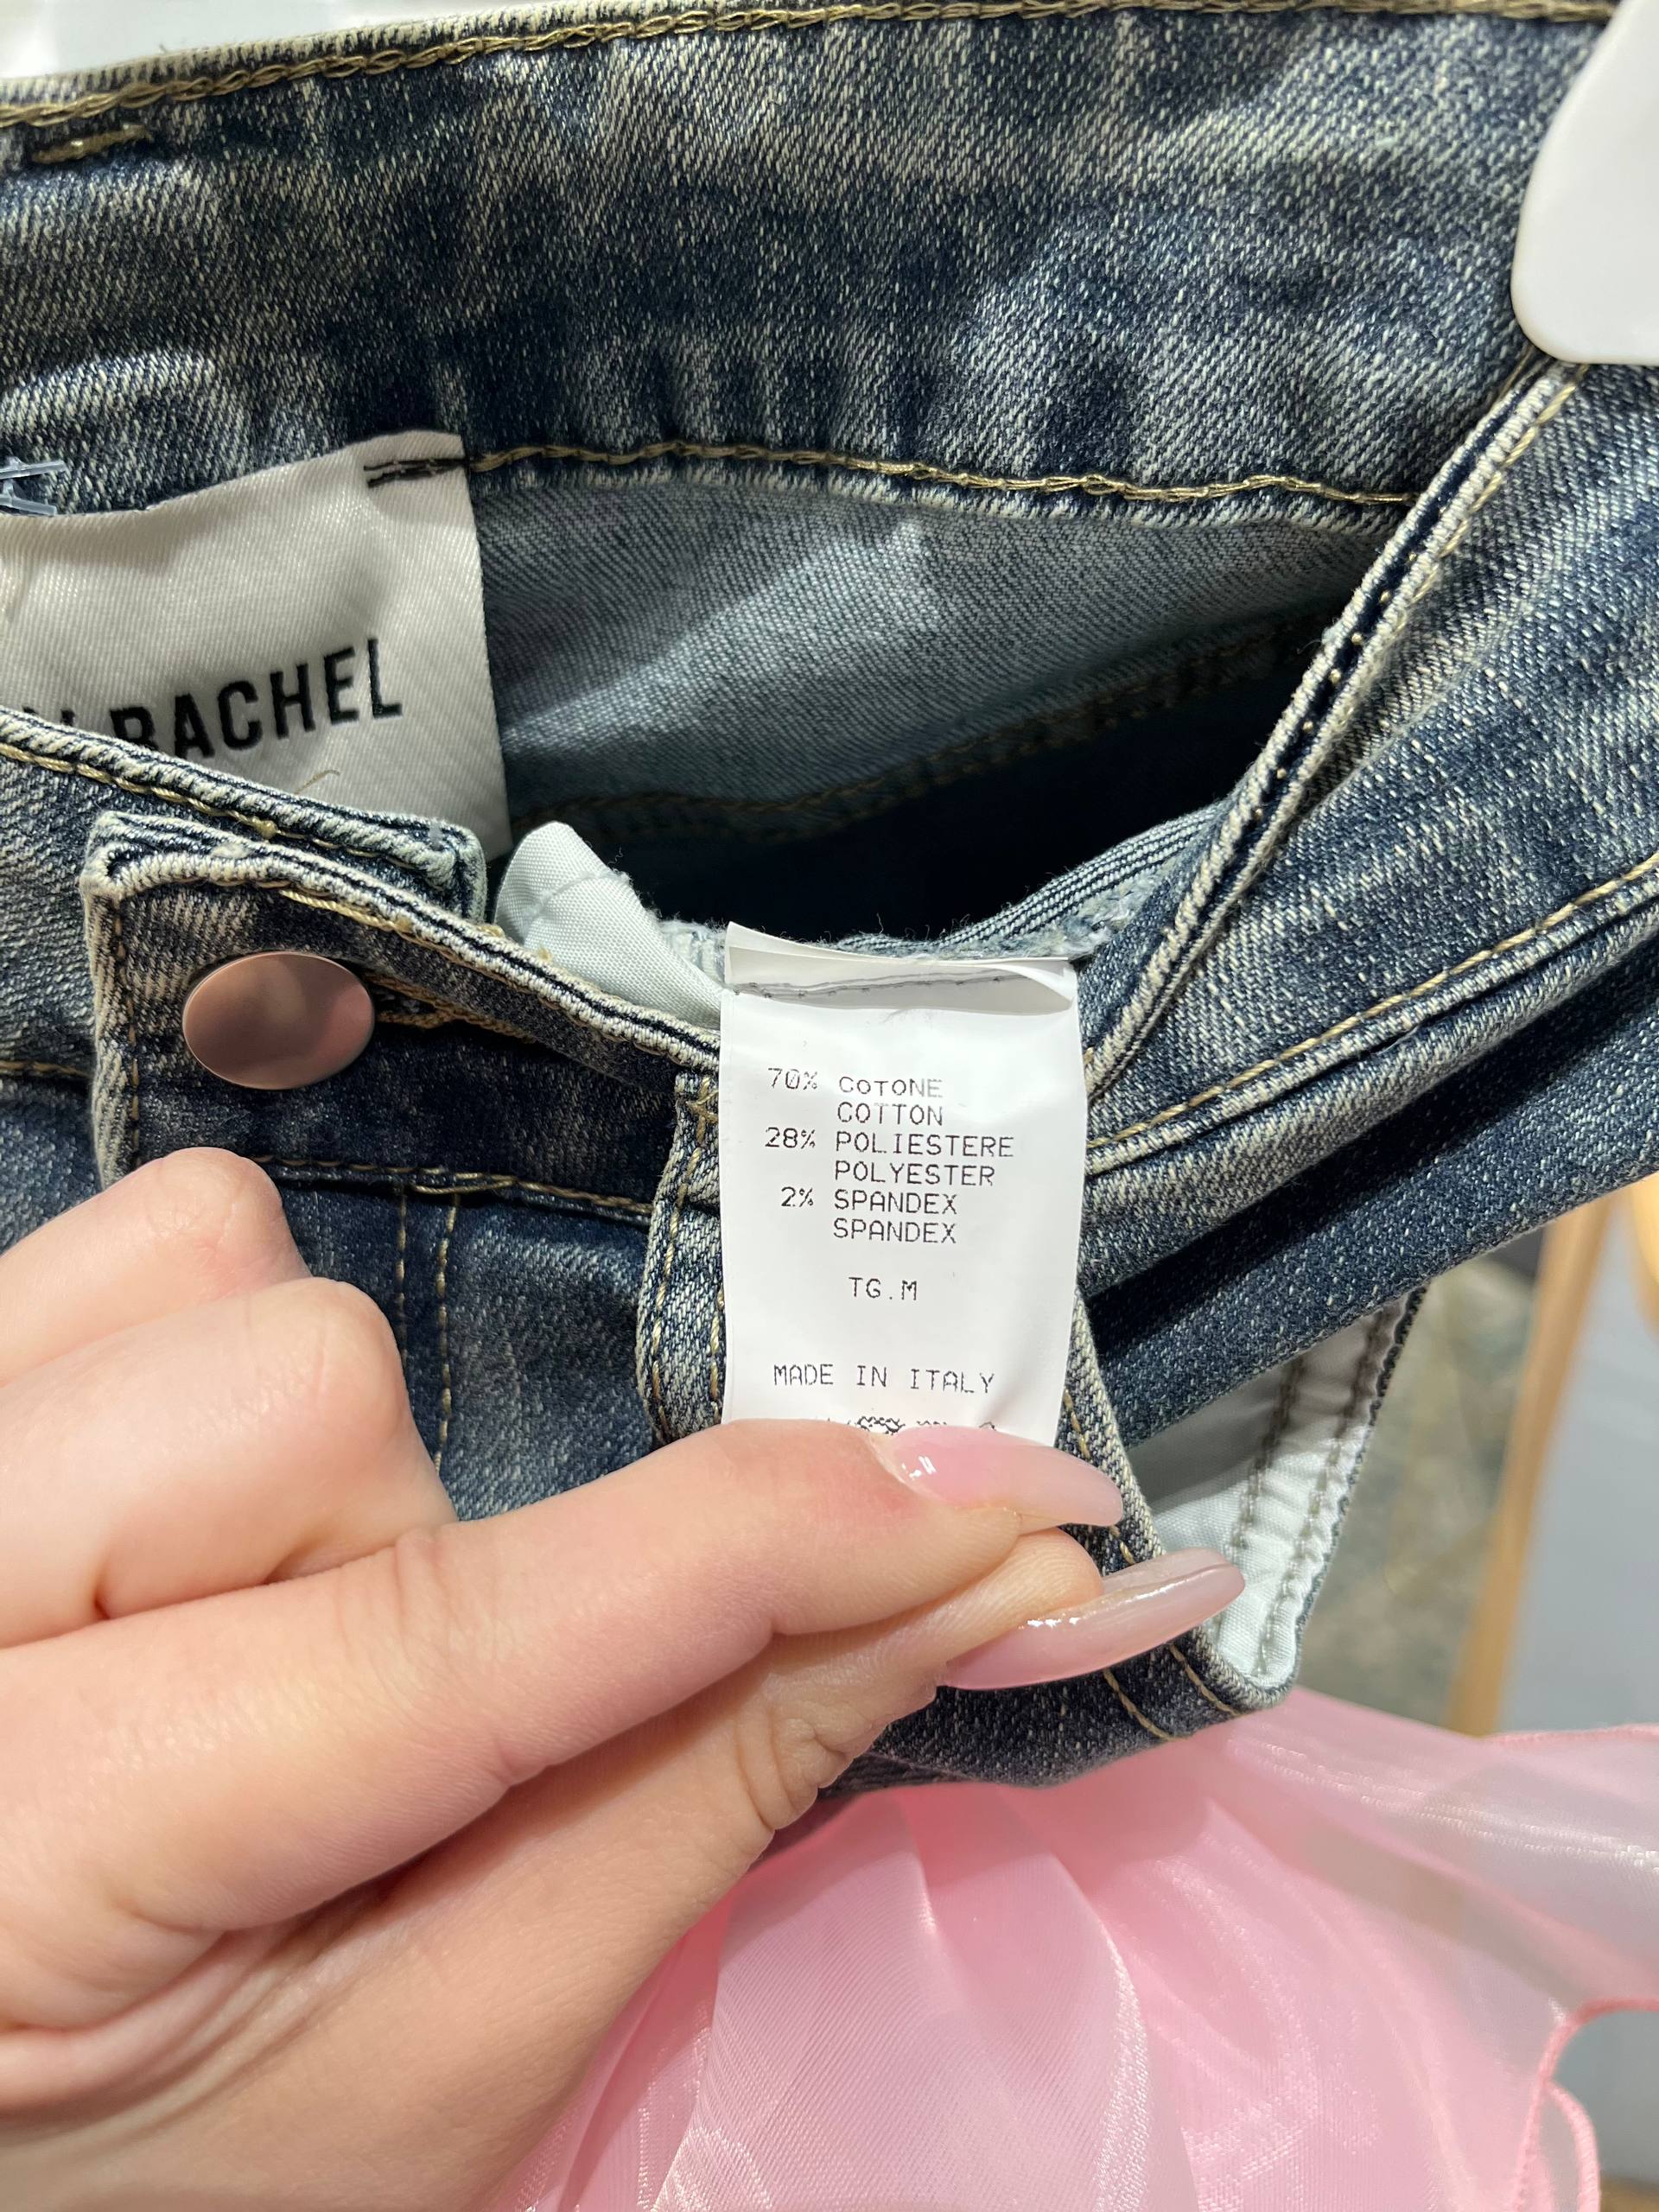 RACHEL
70% COTONE
COTTON
28% POLIESTERE
POLYESTER
2% SPANDEX
SPANDEX
TG.M
MADE IN ITALY